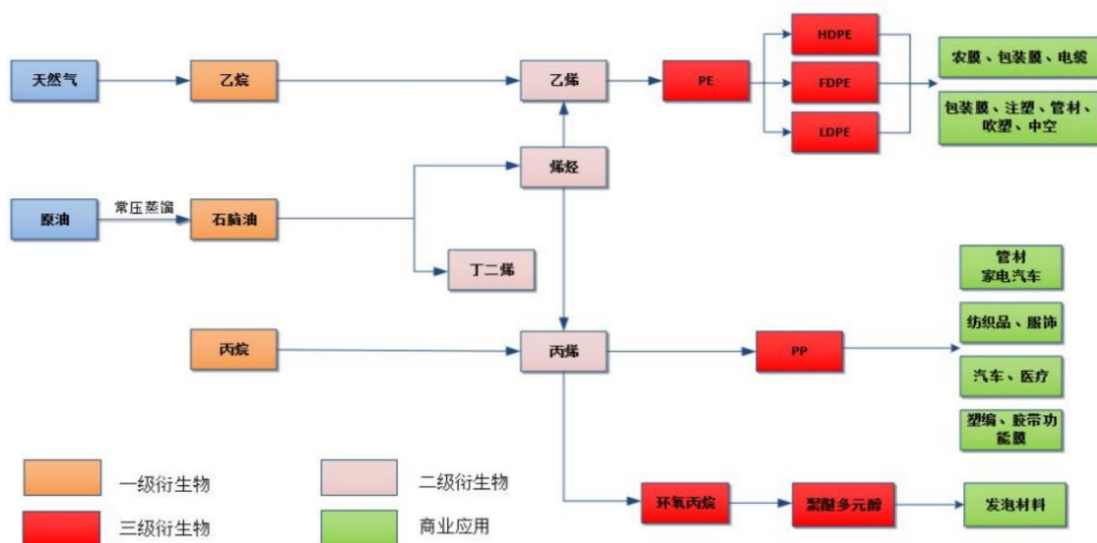 天然气
乙烷
乙烯
PE
HDPE
FDPE
LDPE
农膜、包装膜、电缆
包装膜、注塑、管材、
吹塑、中空
烯烃
原油
常压蒸馏
石脑油
丁二烯
丙烷
丙烯
PP
管材
家电汽车
纺织品、服饰
汽车、医疗
塑编、胶带功
能膜
环氧丙烷
聚醚多元醇
发泡材料
一级衍生物
二级衍生物
三级衍生物
商业应用